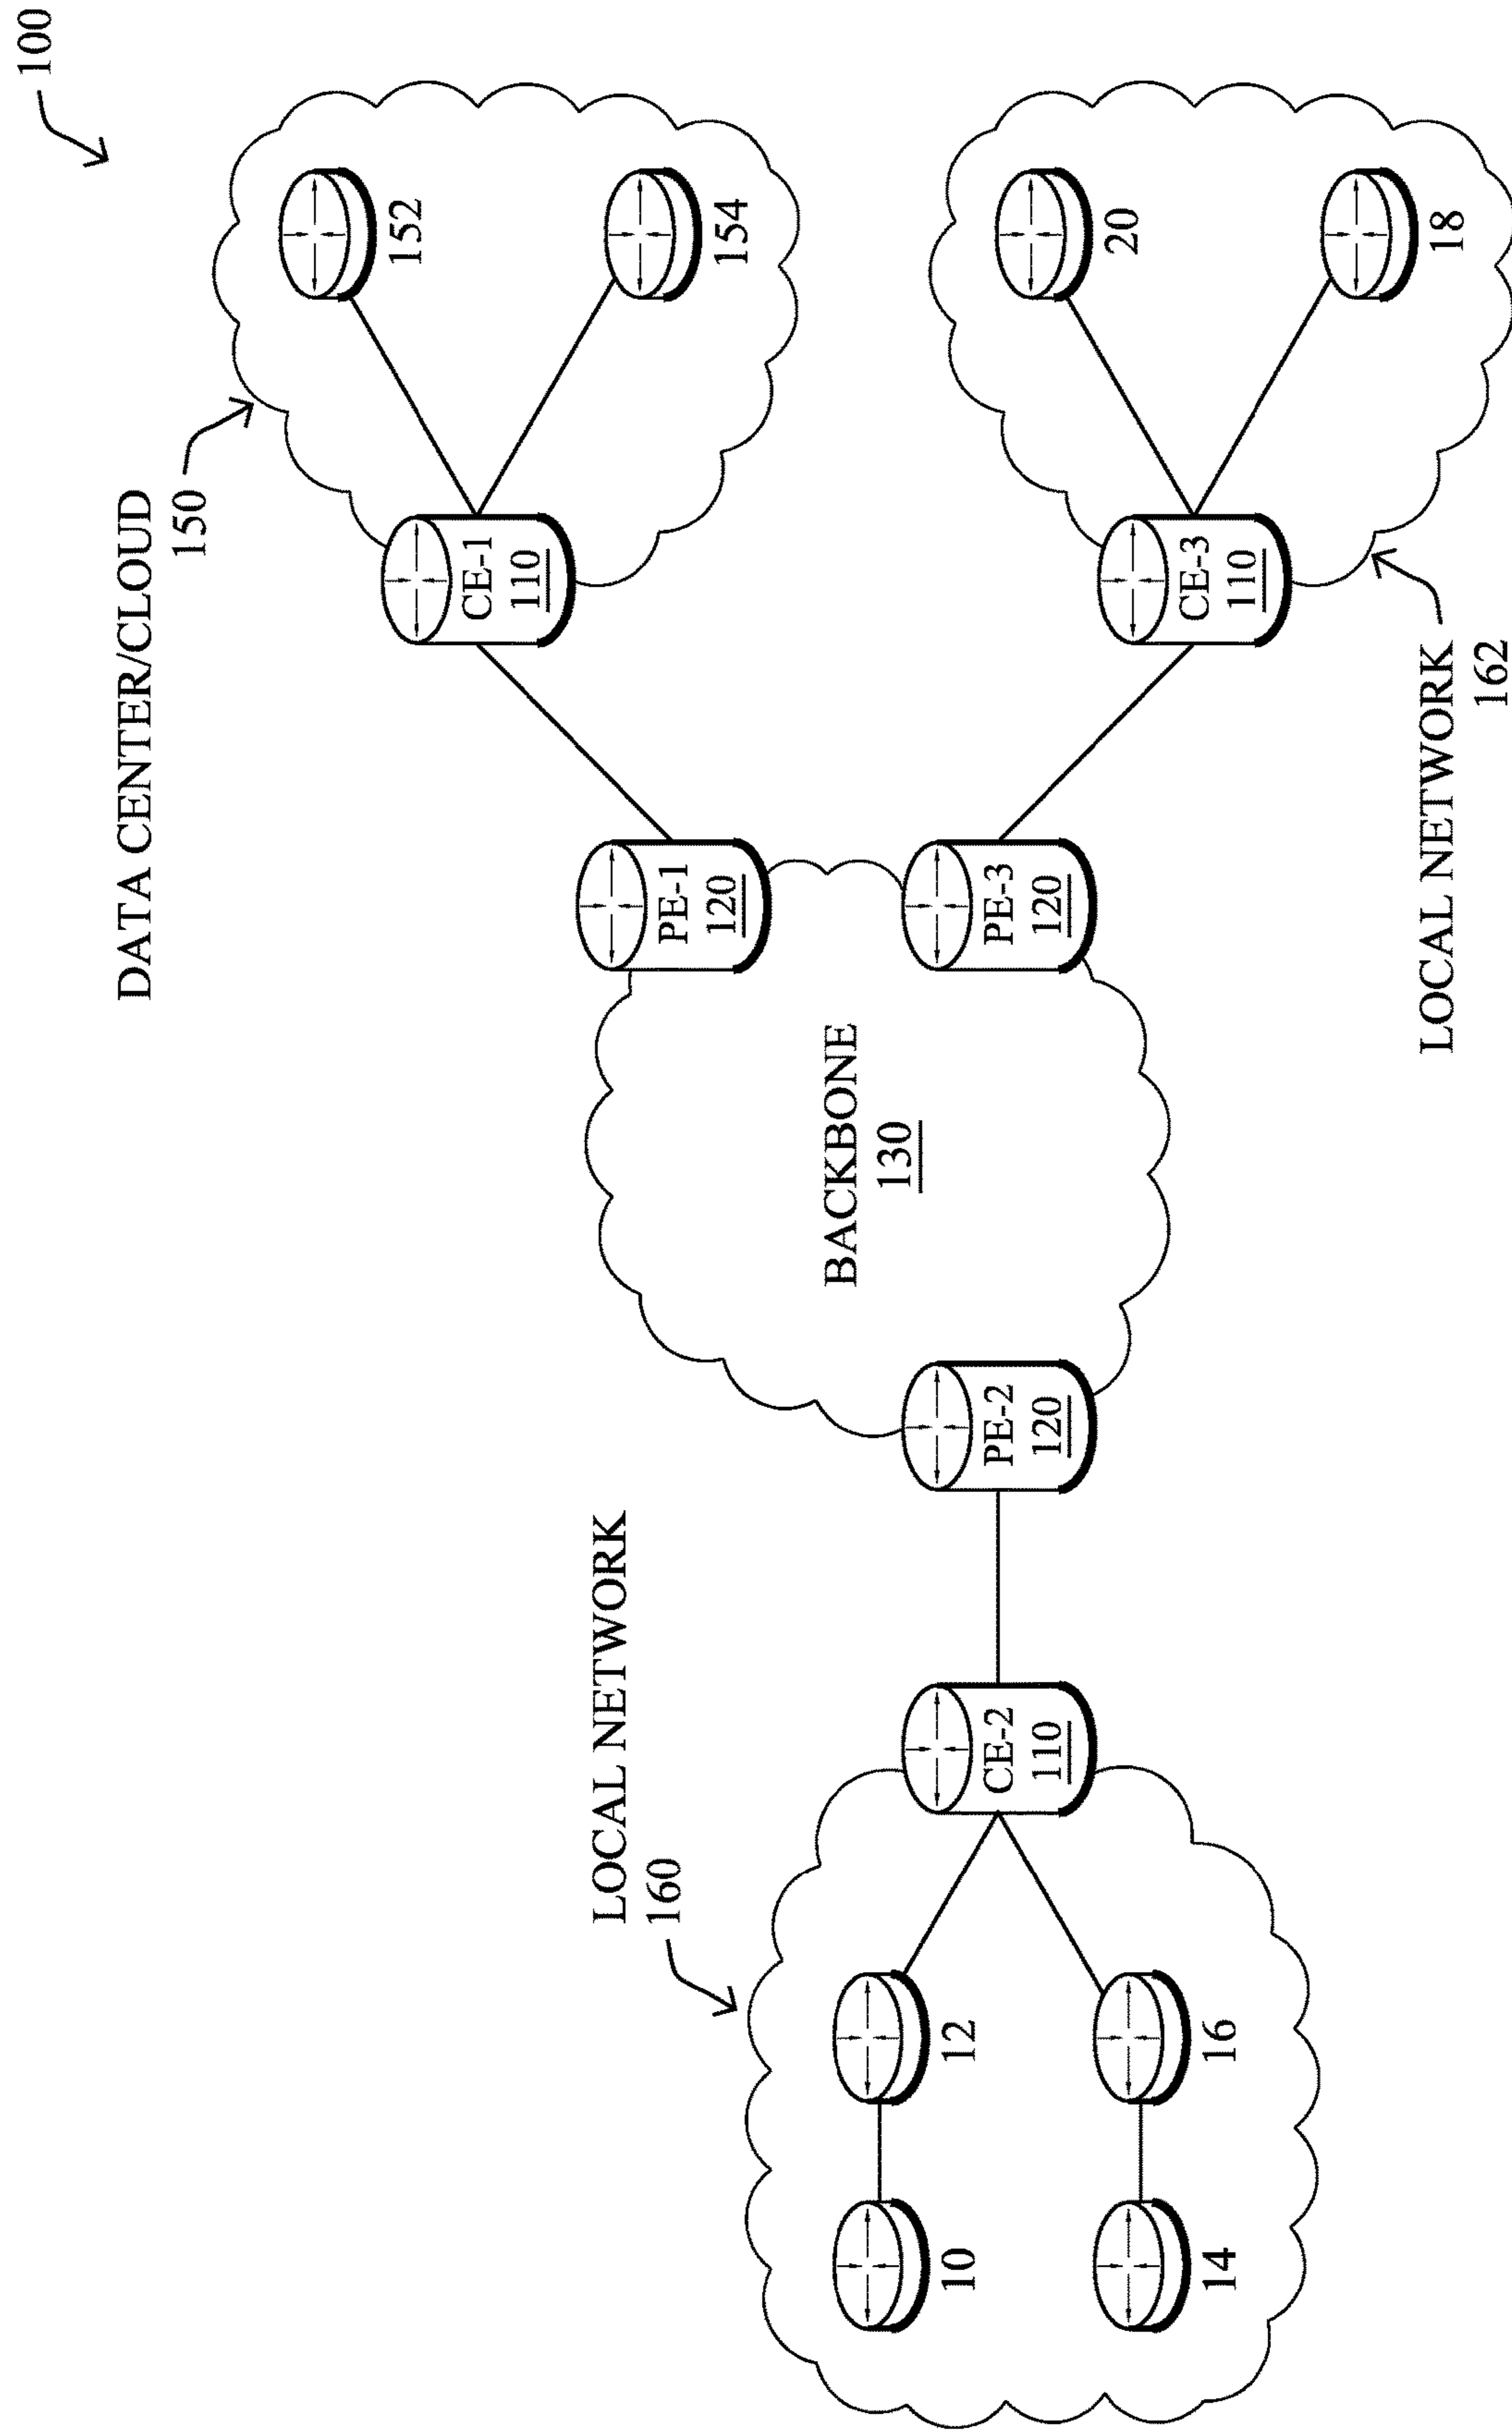 100
DATA CENTER/CLOUD
150
152
CE-1
110
154
PE-1
120
LOCAL NETWORK
160
BACKBONE
130
10
12
CE-2
110
PE-2
120
PE-3
120
14
16
20
CE-3
110
18
LOCAL NETWORK
162